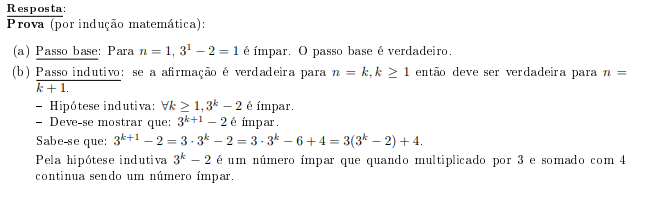 Resposta:
Prova (por indução matemática):
(a) Passo base: Para n = 1, 3¹ − 2 = 1 é ímpar. O passo base é verdadeiro.
(b) Passo indutivo: se a afirmação é verdadeira para n = k, k ≥ 1 então deve ser verdadeira para n =
k + 1.
– Hipótese indutiva: ∀k ≥ 1, 3ᵏ − 2 é ímpar.
– Deve-se mostrar que: 3ᵏ⁺¹ − 2 é ímpar.
Sabe-se que: 3ᵏ⁺¹ − 2 = 3 · 3ᵏ − 2 = 3 · 3ᵏ − 6 + 4 = 3(3ᵏ − 2) + 4.
Pela hipótese indutiva 3ᵏ − 2 é um número ímpar que quando multiplicado por 3 e somado com 4
continua sendo um número ímpar.